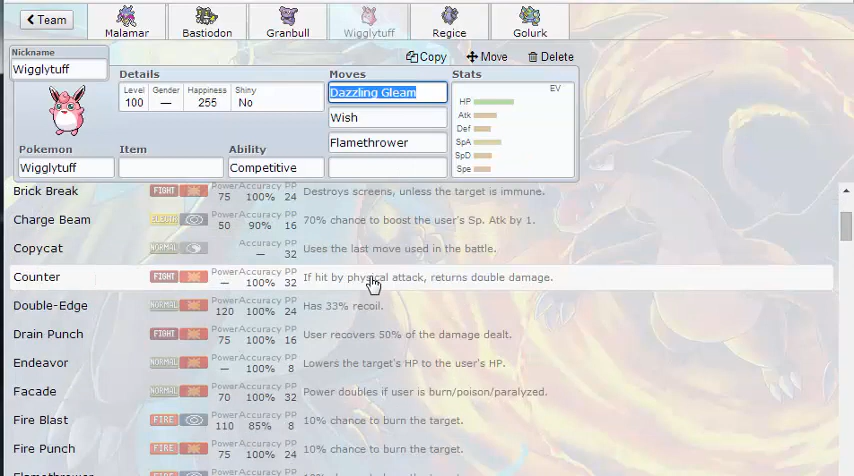 < Team
Malamar
Bastiodon
Granbull
Wigglytuff
Regice
Golurk
Copy
Move
Delete
Nickname
Wigglytuff
Details
Level
100
Gender
—
Happiness
255
Shiny
No
Moves
Dazzling Gleam
Wish
Flamethrower
Stats
EV
HP
Atk
Def
SpA
SpD
Spe
Pokemon
Wigglytuff
Item
Ability
Competitive
Brick Break FIGHT Power 75 Accuracy 100% PP 24 Destroys screens, unless the target is immune.
Charge Beam ELECTR Power 50 Accuracy 90% PP 16 70% chance to boost the user's Sp. Atk by 1.
Copycat NORMAL Accuracy — PP 32 Uses the last move used in the battle.
Counter FIGHT Power — Accuracy 100% PP 32 If hit by physical attack, returns double damage.
Double-Edge NORMAL Power 120 Accuracy 100% PP 24 Has 33% recoil.
Drain Punch FIGHT Power 75 Accuracy 100% PP 16 User recovers 50% of the damage dealt.
Endeavor NORMAL Power — Accuracy 100% PP 8 Lowers the target's HP to the user's HP.
Facade NORMAL Power 70 Accuracy 100% PP 32 Power doubles if user is burn/poison/paralyzed.
Fire Blast FIRE Power 110 Accuracy 85% PP 8 10% chance to burn the target.
Fire Punch FIRE Power 75 Accuracy 100% PP 24 10% chance to burn the target.